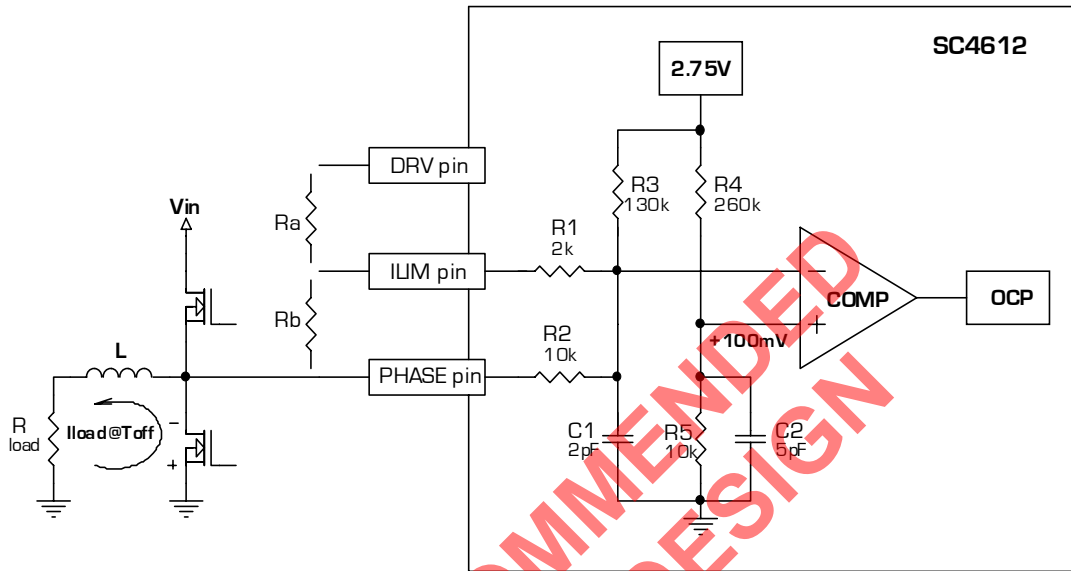 SC4612
2.75V
DRV pin
R3
130k
R4
260k
Vin
Ra
R1
2k
ILIM pin
COMP
OCP
Rb
R2
10k
+100mV
L
PHASE pin
R
load
Iload@Toff
C1
2pF
R5
10k
C2
5pF
OMMENDED
DESIGN